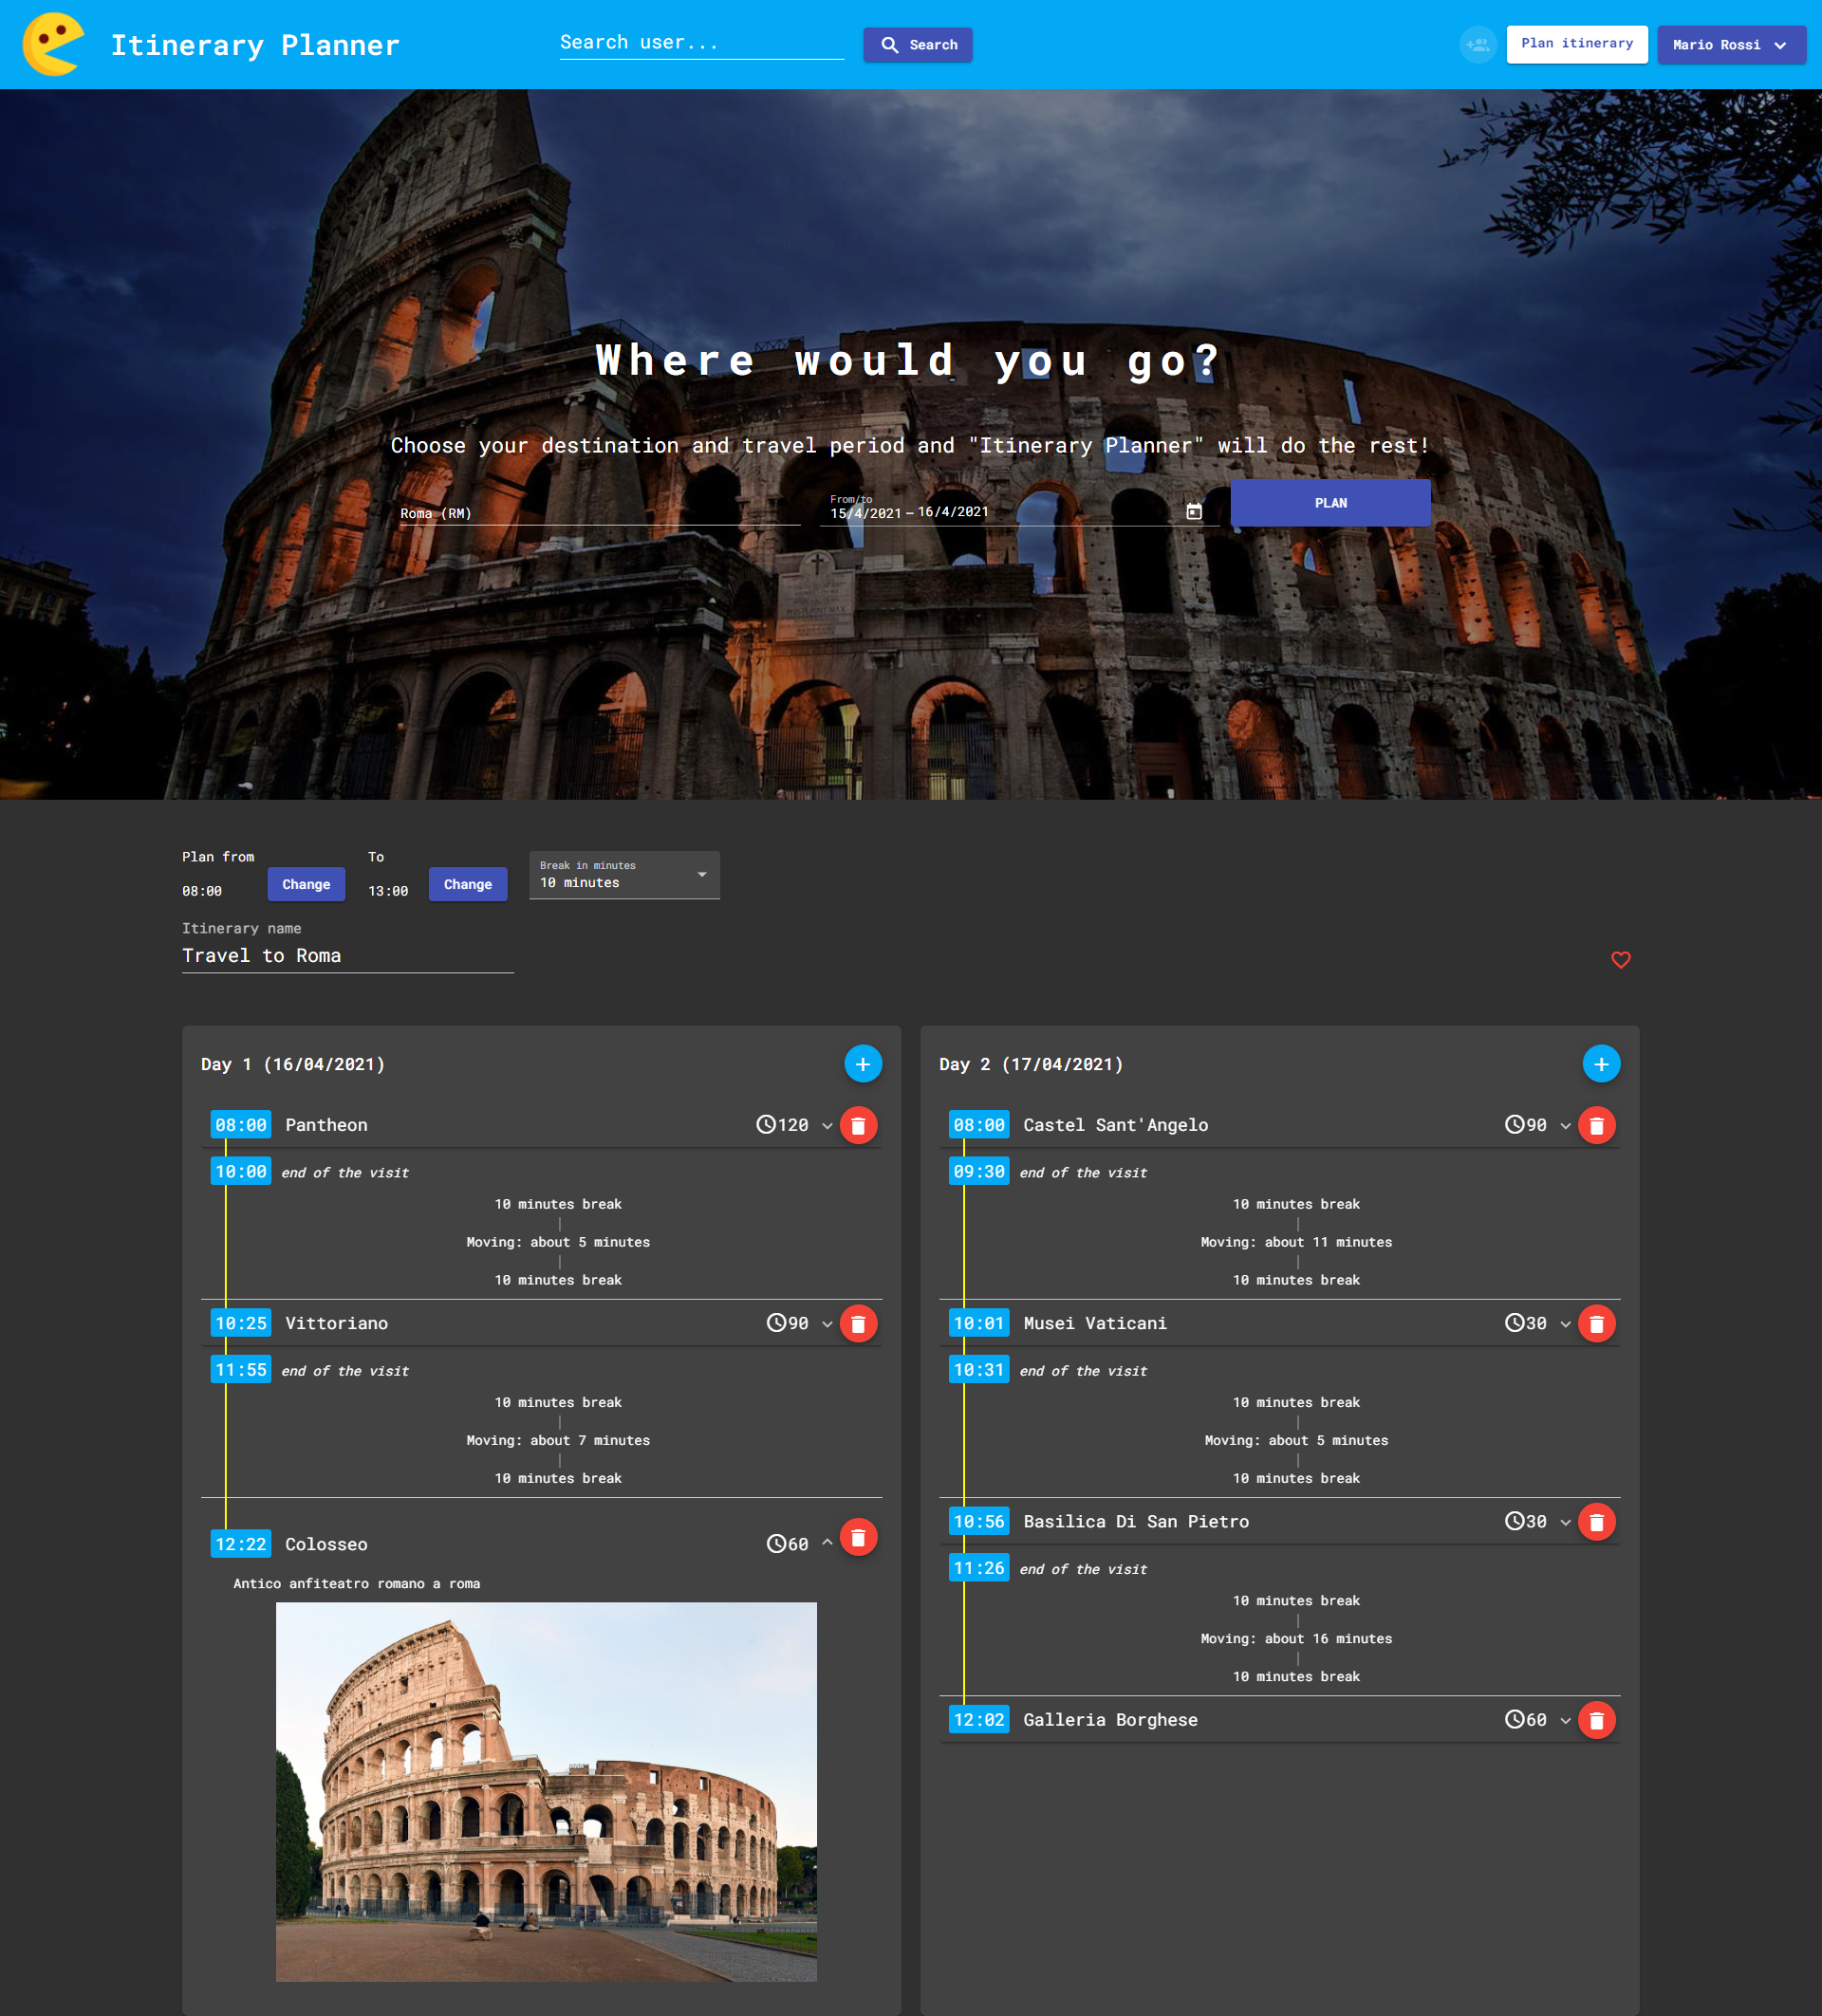 Itinerary Planner
Search user...
Search
Plan itinerary
Mario Rossi
Where would you go?
Choose your destination and travel period and "Itinerary Planner" will do the rest!
Roma (RM)
From/to
15/4/2021 – 16/4/2021
PLAN
Plan from
08:00
Change
To
13:00
Change
Break in minutes
10 minutes
Itinerary name
Travel to Roma
Day 1 (16/04/2021)
08:00 Pantheon 120
10:00 end of the visit
10 minutes break
|
Moving: about 5 minutes
|
10 minutes break
10:25 Vittoriano 90
11:55 end of the visit
10 minutes break
|
Moving: about 7 minutes
|
10 minutes break
12:22 Colosseo 60
Antico anfiteatro romano a roma
Day 2 (17/04/2021)
08:00 Castel Sant'Angelo 90
09:30 end of the visit
10 minutes break
|
Moving: about 11 minutes
|
10 minutes break
10:01 Musei Vaticani 30
10:31 end of the visit
10 minutes break
|
Moving: about 5 minutes
|
10 minutes break
10:56 Basilica Di San Pietro 30
11:26 end of the visit
10 minutes break
|
Moving: about 16 minutes
|
10 minutes break
12:02 Galleria Borghese 60